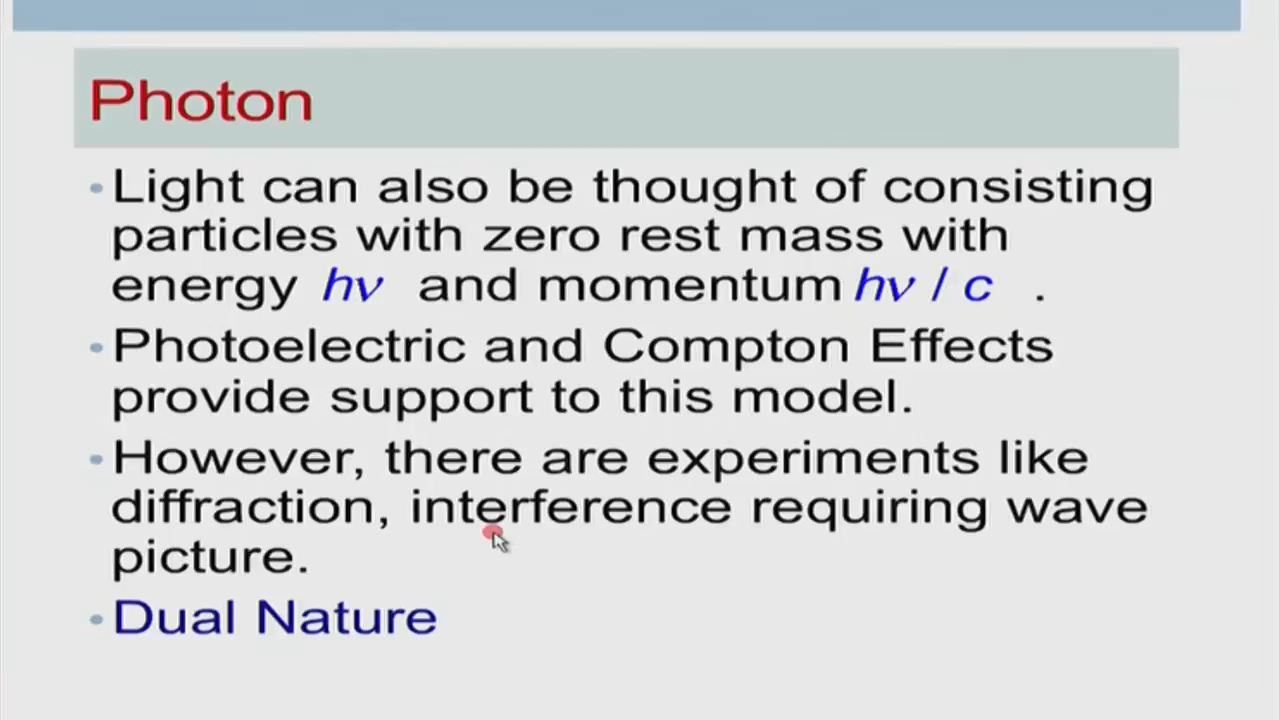 Photon
•Light can also be thought of consisting
particles with zero rest mass with
energy hν and momentum hν / c .
•Photoelectric and Compton Effects
provide support to this model.
•However, there are experiments like
diffraction, interference requiring wave
picture.
•Dual Nature